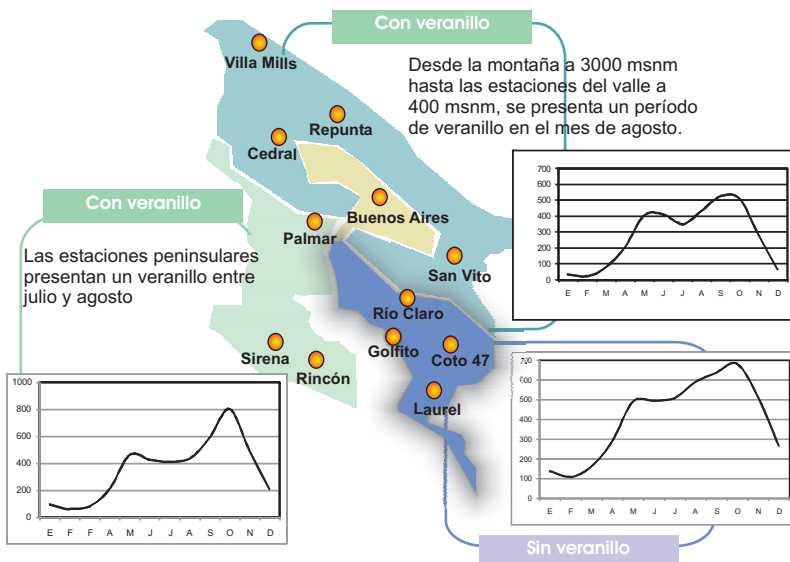 Con veranillo
Desde la montaña a 3000 msnm
hasta las estaciones del valle a
400 msnm, se presenta un período
de veranillo en el mes de agosto.
Villa Mills
Repunta
Cedral
Buenos Aires
Palmar
San Vito
Río Claro
Golfito
Coto 47
Sirena
Rincón
Laurel
Con veranillo
Las estaciones peninsulares
presentan un veranillo entre
julio y agosto
700
600
500
400
300
200
100
0
E F M A M J J A S O N D
700
600
500
400
300
200
100
0
E F M A M J J A S O N D
1000
800
600
400
200
0
E F F A M J J A S O N D
Sin veranillo